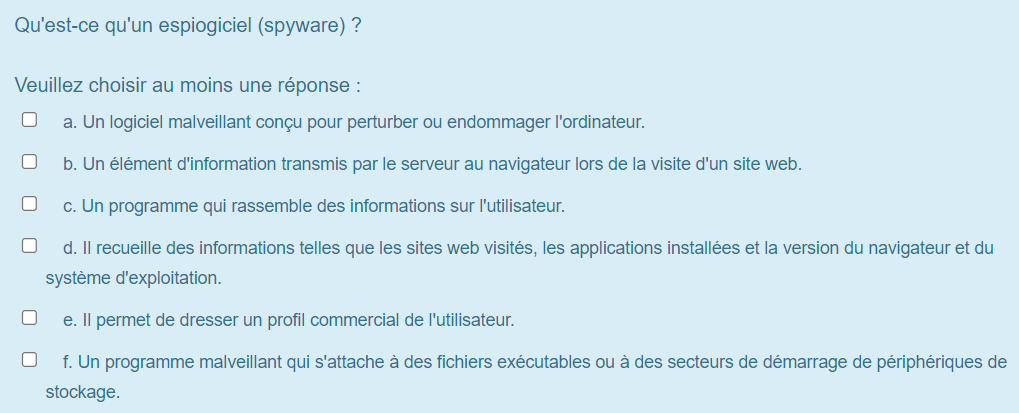 Qu'est-ce qu'un espiogiciel (spyware) ?
Veuillez choisir au moins une réponse :
a. Un logiciel malveillant conçu pour perturber ou endommager l'ordinateur.
b. Un élément d'information transmis par le serveur au navigateur lors de la visite d'un site web.
c. Un programme qui rassemble des informations sur l'utilisateur.
d. Il recueille des informations telles que les sites web visités, les applications installées et la version du navigateur et du
système d'exploitation.
e. Il permet de dresser un profil commercial de l'utilisateur.
f. Un programme malveillant qui s'attache à des fichiers exécutables ou à des secteurs de démarrage de périphériques de
stockage.